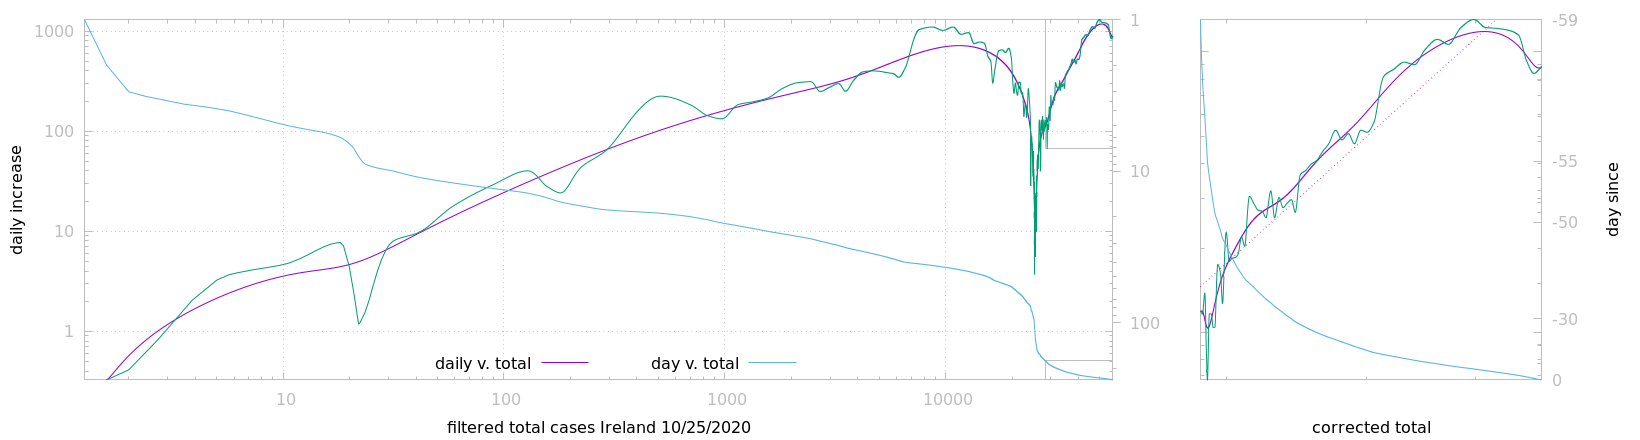 1000
100
10
1
daily increase
10
100
1000
10000
filtered total cases Ireland 10/25/2020
daily v. total
day v. total
1
10
100
-59
-55
-50
-30
0
day since
corrected total